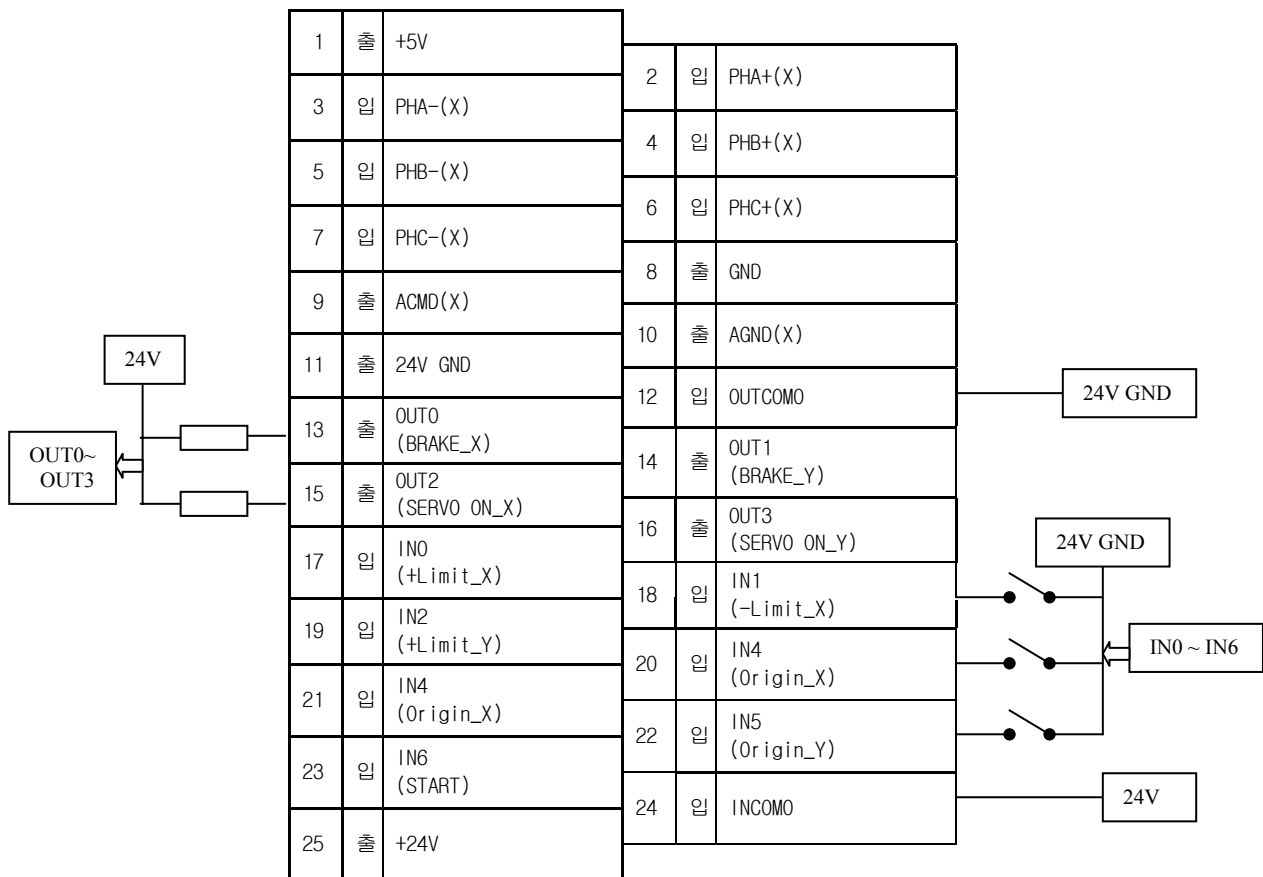 1 출 +5V
3 입 PHA-(X)
5 입 PHB-(X)
7 입 PHC-(X)
9 출 ACMD(X)
11 출 24V GND
13 출 OUT0
(BRAKE_X)
15 출 OUT2
(SERVO ON_X)
17 입 IN0
(+Limit_X)
19 입 IN2
(+Limit_Y)
21 입 IN4
(Origin_X)
23 입 IN6
(START)
25 출 +24V
2 입 PHA+(X)
4 입 PHB+(X)
6 입 PHC+(X)
8 출 GND
10 출 AGND(X)
12 입 OUTCOM0
14 출 OUT1
(BRAKE_Y)
16 출 OUT3
(SERVO ON_Y)
18 입 IN1
(-Limit_X)
20 입 IN4
(Origin_X)
22 입 IN5
(Origin_Y)
24 입 INCOM0
24V
OUT0~
OUT3
24V GND
24V GND
IN0 ~ IN6
24V